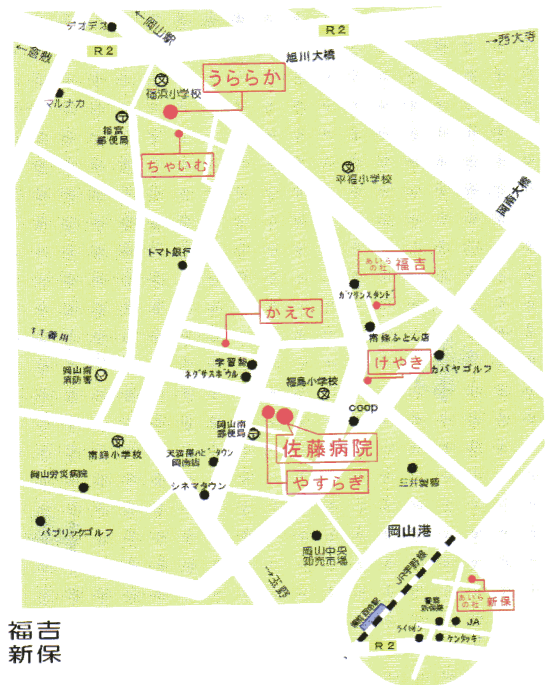 デオデオ
←岡山駅
R2
→西大寺
←倉敷
R2
旭川大橋
うららか
福浜小学校
マルナカ
福富
郵便局
ちゃいむ
平福小学校
岡南大橋
トマト銀行
あいら
の杜 福吉
ガソリンスタンド
かえで
南條ふとん店
けやき
カバヤゴルフ
学習塾
ネグサスボウル
岡山南
消防署
福島小学校
coop
岡山南
郵便局
佐藤病院
南輝小学校
天満屋ハピータウン
岡南店
やすらぎ
岡山労災病院
シネマタウン
三井製糖
パブリックゴルフ
岡山中央
卸売市場
岡山港
→玉野
JR宇野線
あいら
の杜 新保
JA
ライオン
ケンタッキー
R2
福吉
新保